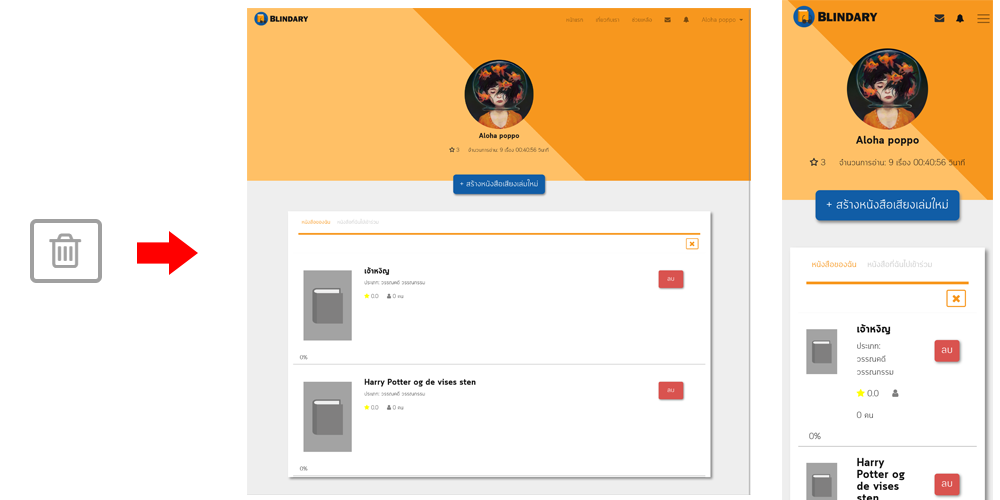 BLINDARY
หน้าแรก เกี่ยวกับเรา ช่วยเหลือ Aloha poppo
Aloha poppo
3 จำนวนการอ่าน: 9 เรื่อง 00:40:56 วินาที
+ สร้างหนังสือเสียงเล่มใหม่
หนังสือของฉัน หนังสือที่ฉันไปเข้าร่วม
เจ้าหงิญ
ประเภท: วรรณคดี วรรณกรรม
0.0 0 คน
ลบ
0%
Harry Potter og de vises sten
ประเภท: วรรณคดี วรรณกรรม
0.0 0 คน
ลบ
0%
BLINDARY
Aloha poppo
3 จำนวนการอ่าน: 9 เรื่อง 00:40:56 วินาที
+ สร้างหนังสือเสียงเล่มใหม่
หนังสือของฉัน หนังสือที่ฉันไปเข้าร่วม
เจ้าหงิญ
ประเภท:
วรรณคดี
วรรณกรรม
0.0
0 คน
ลบ
0%
Harry
Potter og
de vises
sten
ลบ